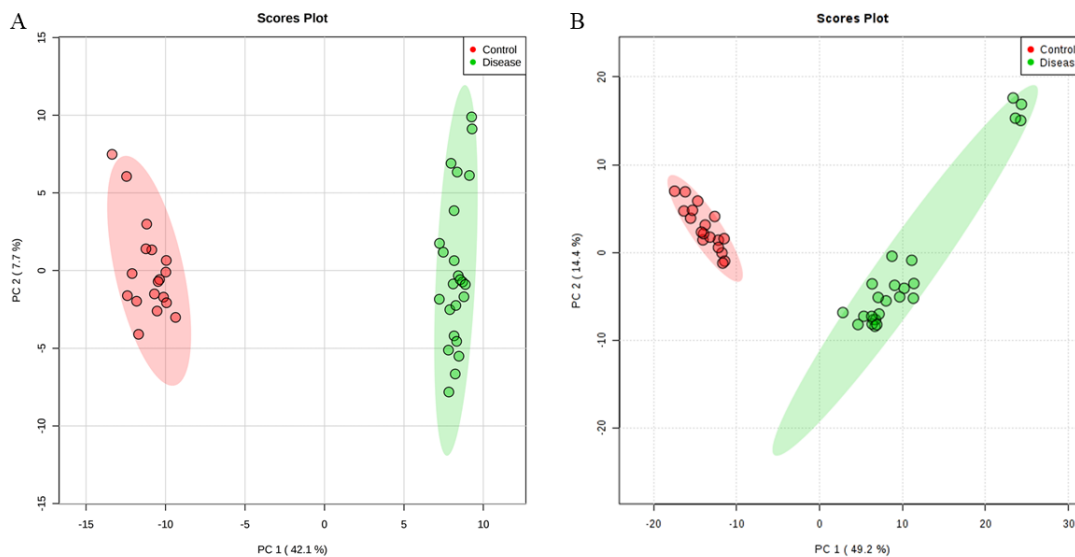 A
Scores Plot
Control
Disease
PC 2 ( 7.7 %)
15
10
5
0
-5
-10
-15
-15
-10
-5
0
5
10
PC 1 ( 42.1 %)
B
Scores Plot
Control
Diseas
PC 2 ( 14.4 %)
20
10
0
-10
-20
-20
-10
0
10
20
30
PC 1 ( 49.2 %)